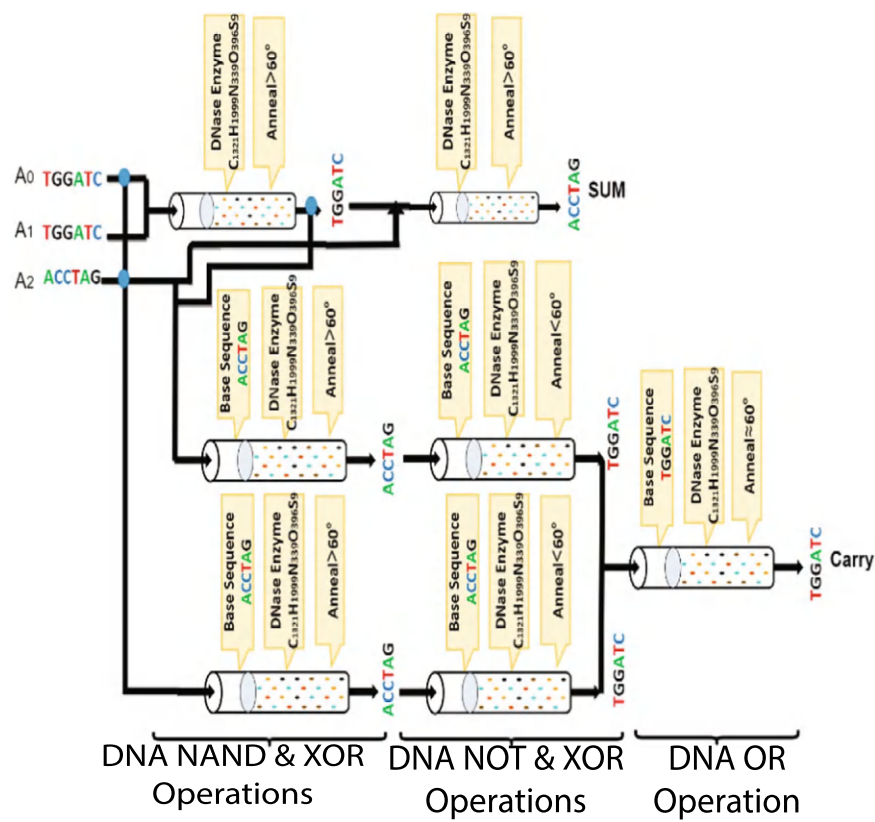 DNase Enzyme
C₁₃₂₁H₁₉₉₉N₃₃₉O₃₉₆S₉
Anneal>60°
DNase Enzyme
C₁₃₂₁H₁₉₉₉N₃₃₉O₃₉₆S₉
Anneal>60°
A₀ TGGATC
A₁ TGGATC
A₂ ACCTAG
TGGATC
ACCTAG
SUM
Base Sequence
ACCTAG
DNase Enzyme
C₁₃₂₁H₁₉₉₉N₃₃₉O₃₉₆S₉
Anneal>60°
ACCTAG
Base Sequence
ACCTAG
DNase Enzyme
C₁₃₂₁H₁₉₉₉N₃₃₉O₃₉₆S₉
Anneal<60°
TGGATC
Base Sequence
ACCTAG
DNase Enzyme
C₁₃₂₁H₁₉₉₉N₃₃₉O₃₉₆S₉
Anneal>60°
ACCTAG
Base Sequence
ACCTAG
DNase Enzyme
C₁₃₂₁H₁₉₉₉N₃₃₉O₃₉₆S₉
Anneal<60°
TGGATC
Base Sequence
TGGATC
DNase Enzyme
C₁₃₂₁H₁₉₉₉N₃₃₉O₃₉₆S₉
Anneal≈60°
TGGATC
Carry
DNA NAND & XOR
Operations
DNA NOT & XOR
Operations
DNA OR
Operation